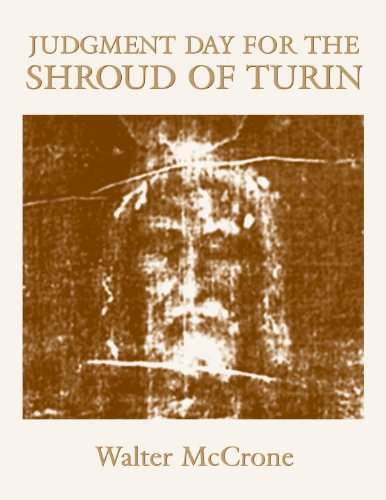 JUDGMENT DAY FOR THE
SHROUD OF TURIN
Walter McCrone